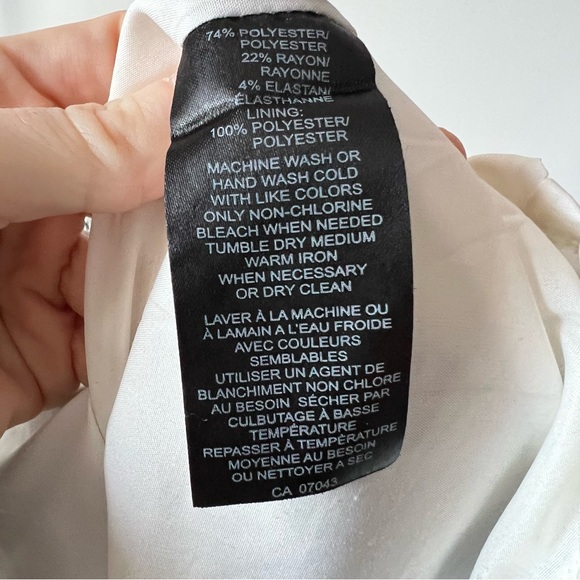 74% POLYESTER/
POLYESTER
22% RAYON/
RAYONNE
4% ELASTAN/
ÉLASTHANNE
LINING:
100% POLYESTER/
POLYESTER
MACHINE WASH OR
HAND WASH COLD
WITH LIKE COLORS
ONLY NON-CHLORINE
BLEACH WHEN NEEDED
TUMBLE DRY MEDIUM
WARM IRON
WHEN NECESSARY
OR DRY CLEAN
LAVER À LA MACHINE OU
À LAMAIN A L'EAU FROIDE
AVEC COULEURS
SEMBLABLES
UTILISER UN AGENT DE
BLANCHIMENT NON CHLORE
AU BESOIN SÉCHER PAR
CULBUTAGE À BASSE
TEMPÉRATURE
REPASSER À TEMPÉRATURE
MOYENNE AU BESOIN
OU NETTOYER A SEC
CA 07043